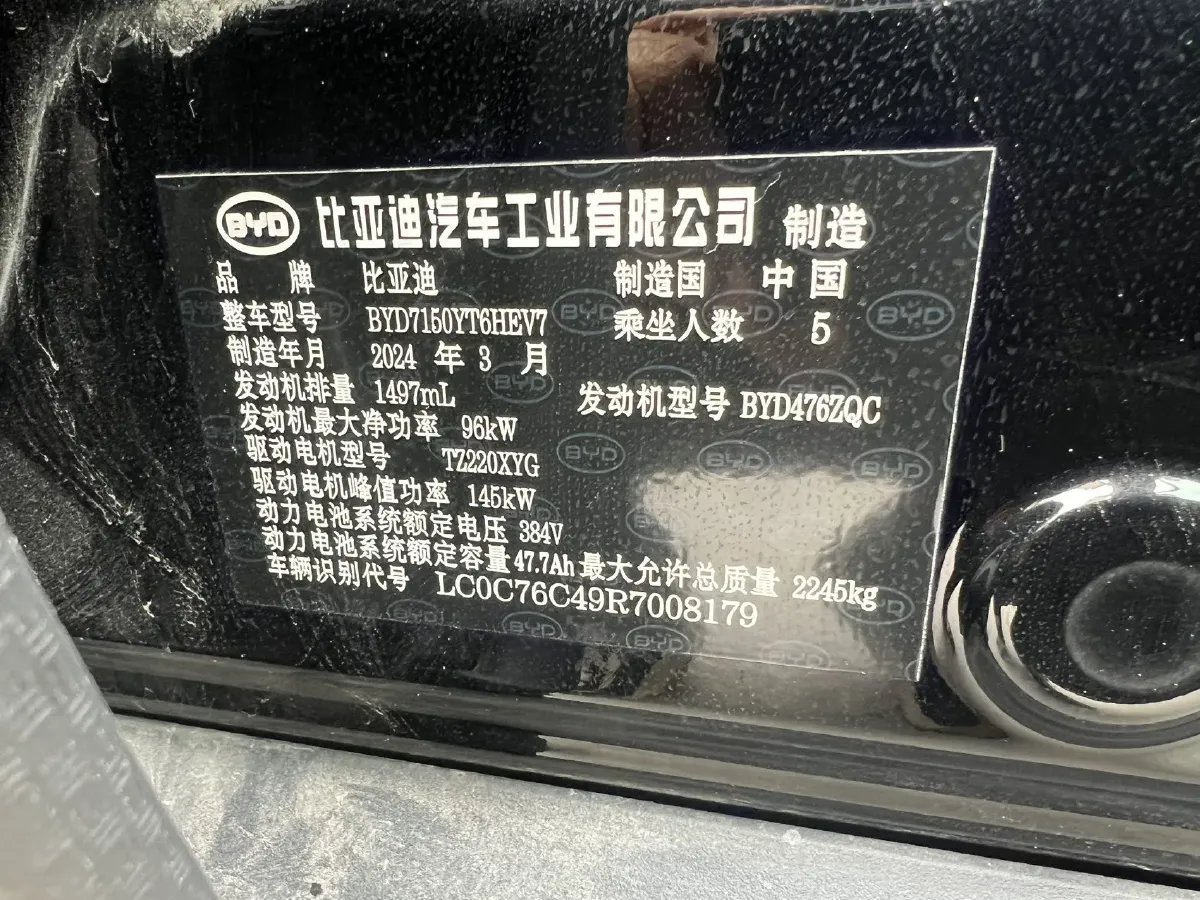 BYD 比亚迪汽车工业有限公司 制造
品 牌 比亚迪 制造国 中国
整车型号 BYD7150YT6HEV7 乘坐人数 5
制造年月 2024 年 3 月
发动机排量 1497mL 发动机型号 BYD476ZQC
发动机最大净功率 96kW
驱动电机型号 TZ220XYG
驱动电机峰值功率 145kW
动力电池系统额定电压 384V
动力电池系统额定容量 47.7Ah 最大允许总质量 2245kg
车辆识别代号 LC0C76C49R7008179